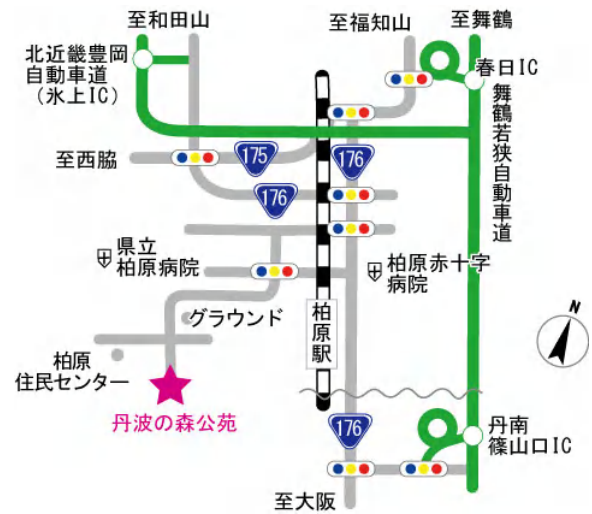 至和田山
至福知山
至舞鶴
北近畿豊岡
自動車道
(氷上IC)
春日IC
舞鶴若狭自動車道
至西脇
175
176
176
県立
柏原病院
柏原赤十字
病院
グラウンド
柏原駅
柏原
住民センター
丹波の森公苑
N
176
丹南
篠山口IC
至大阪